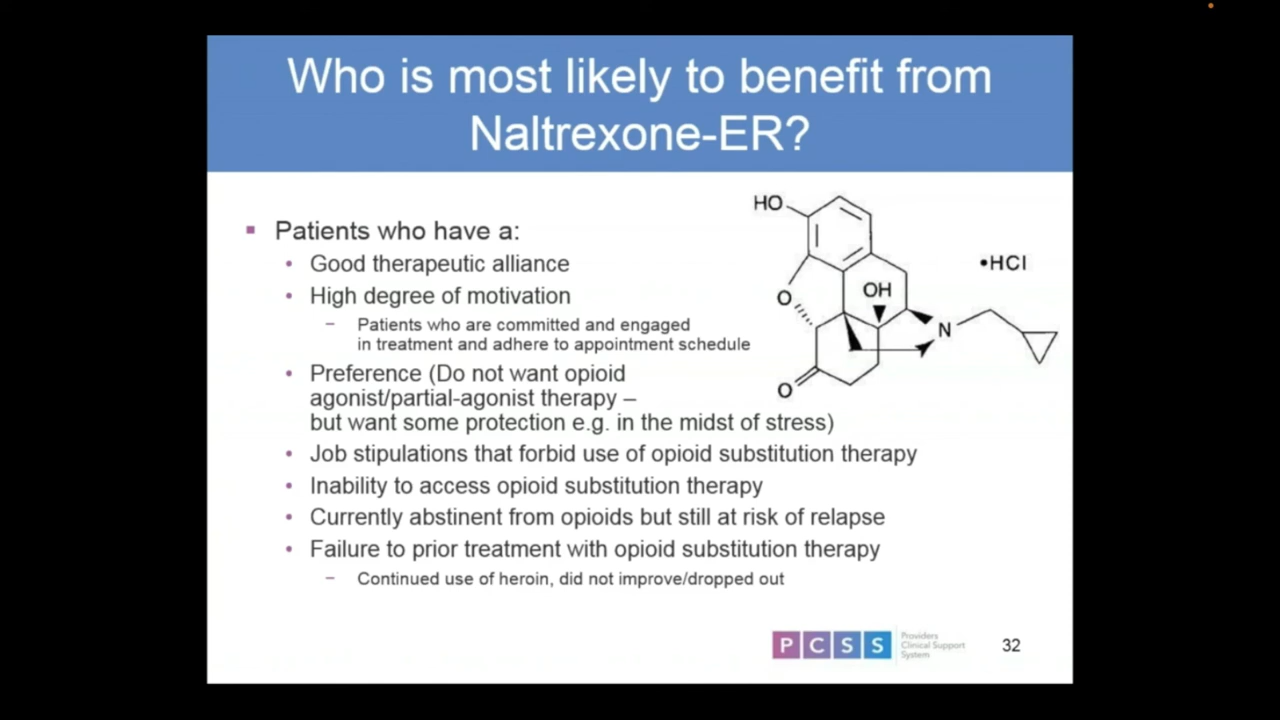 Who is most likely to benefit from
Naltrexone-ER?
▪ Patients who have a:
• Good therapeutic alliance
• High degree of motivation
– Patients who are committed and engaged
in treatment and adhere to appointment schedule
• Preference (Do not want opioid
agonist/partial-agonist therapy –
but want some protection e.g. in the midst of stress)
• Job stipulations that forbid use of opioid substitution therapy
• Inability to access opioid substitution therapy
• Currently abstinent from opioids but still at risk of relapse
• Failure to prior treatment with opioid substitution therapy
– Continued use of heroin, did not improve/dropped out
HO
•HCl
OH
O
N
O
PCSS
Providers
Clinical Support
System
32